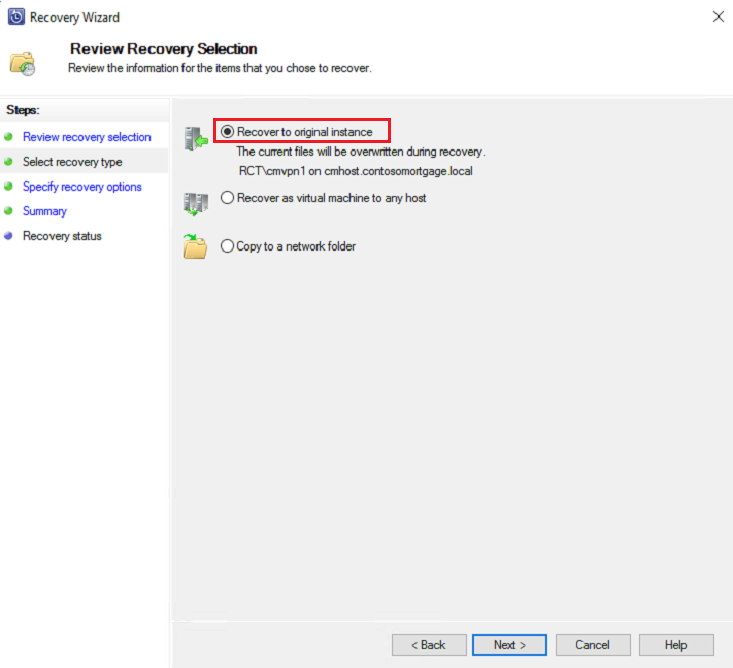 Recovery Wizard
Review Recovery Selection
Review the information for the items that you chose to recover.
Steps:
Review recovery selection
Select recovery type
Specify recovery options
Summary
Recovery status
Recover to original instance
The current files will be overwritten during recovery.
RCT\cmvpn1 on cmhost.contosomortgage.local
Recover as virtual machine to any host
Copy to a network folder
< Back
Next >
Cancel
Help